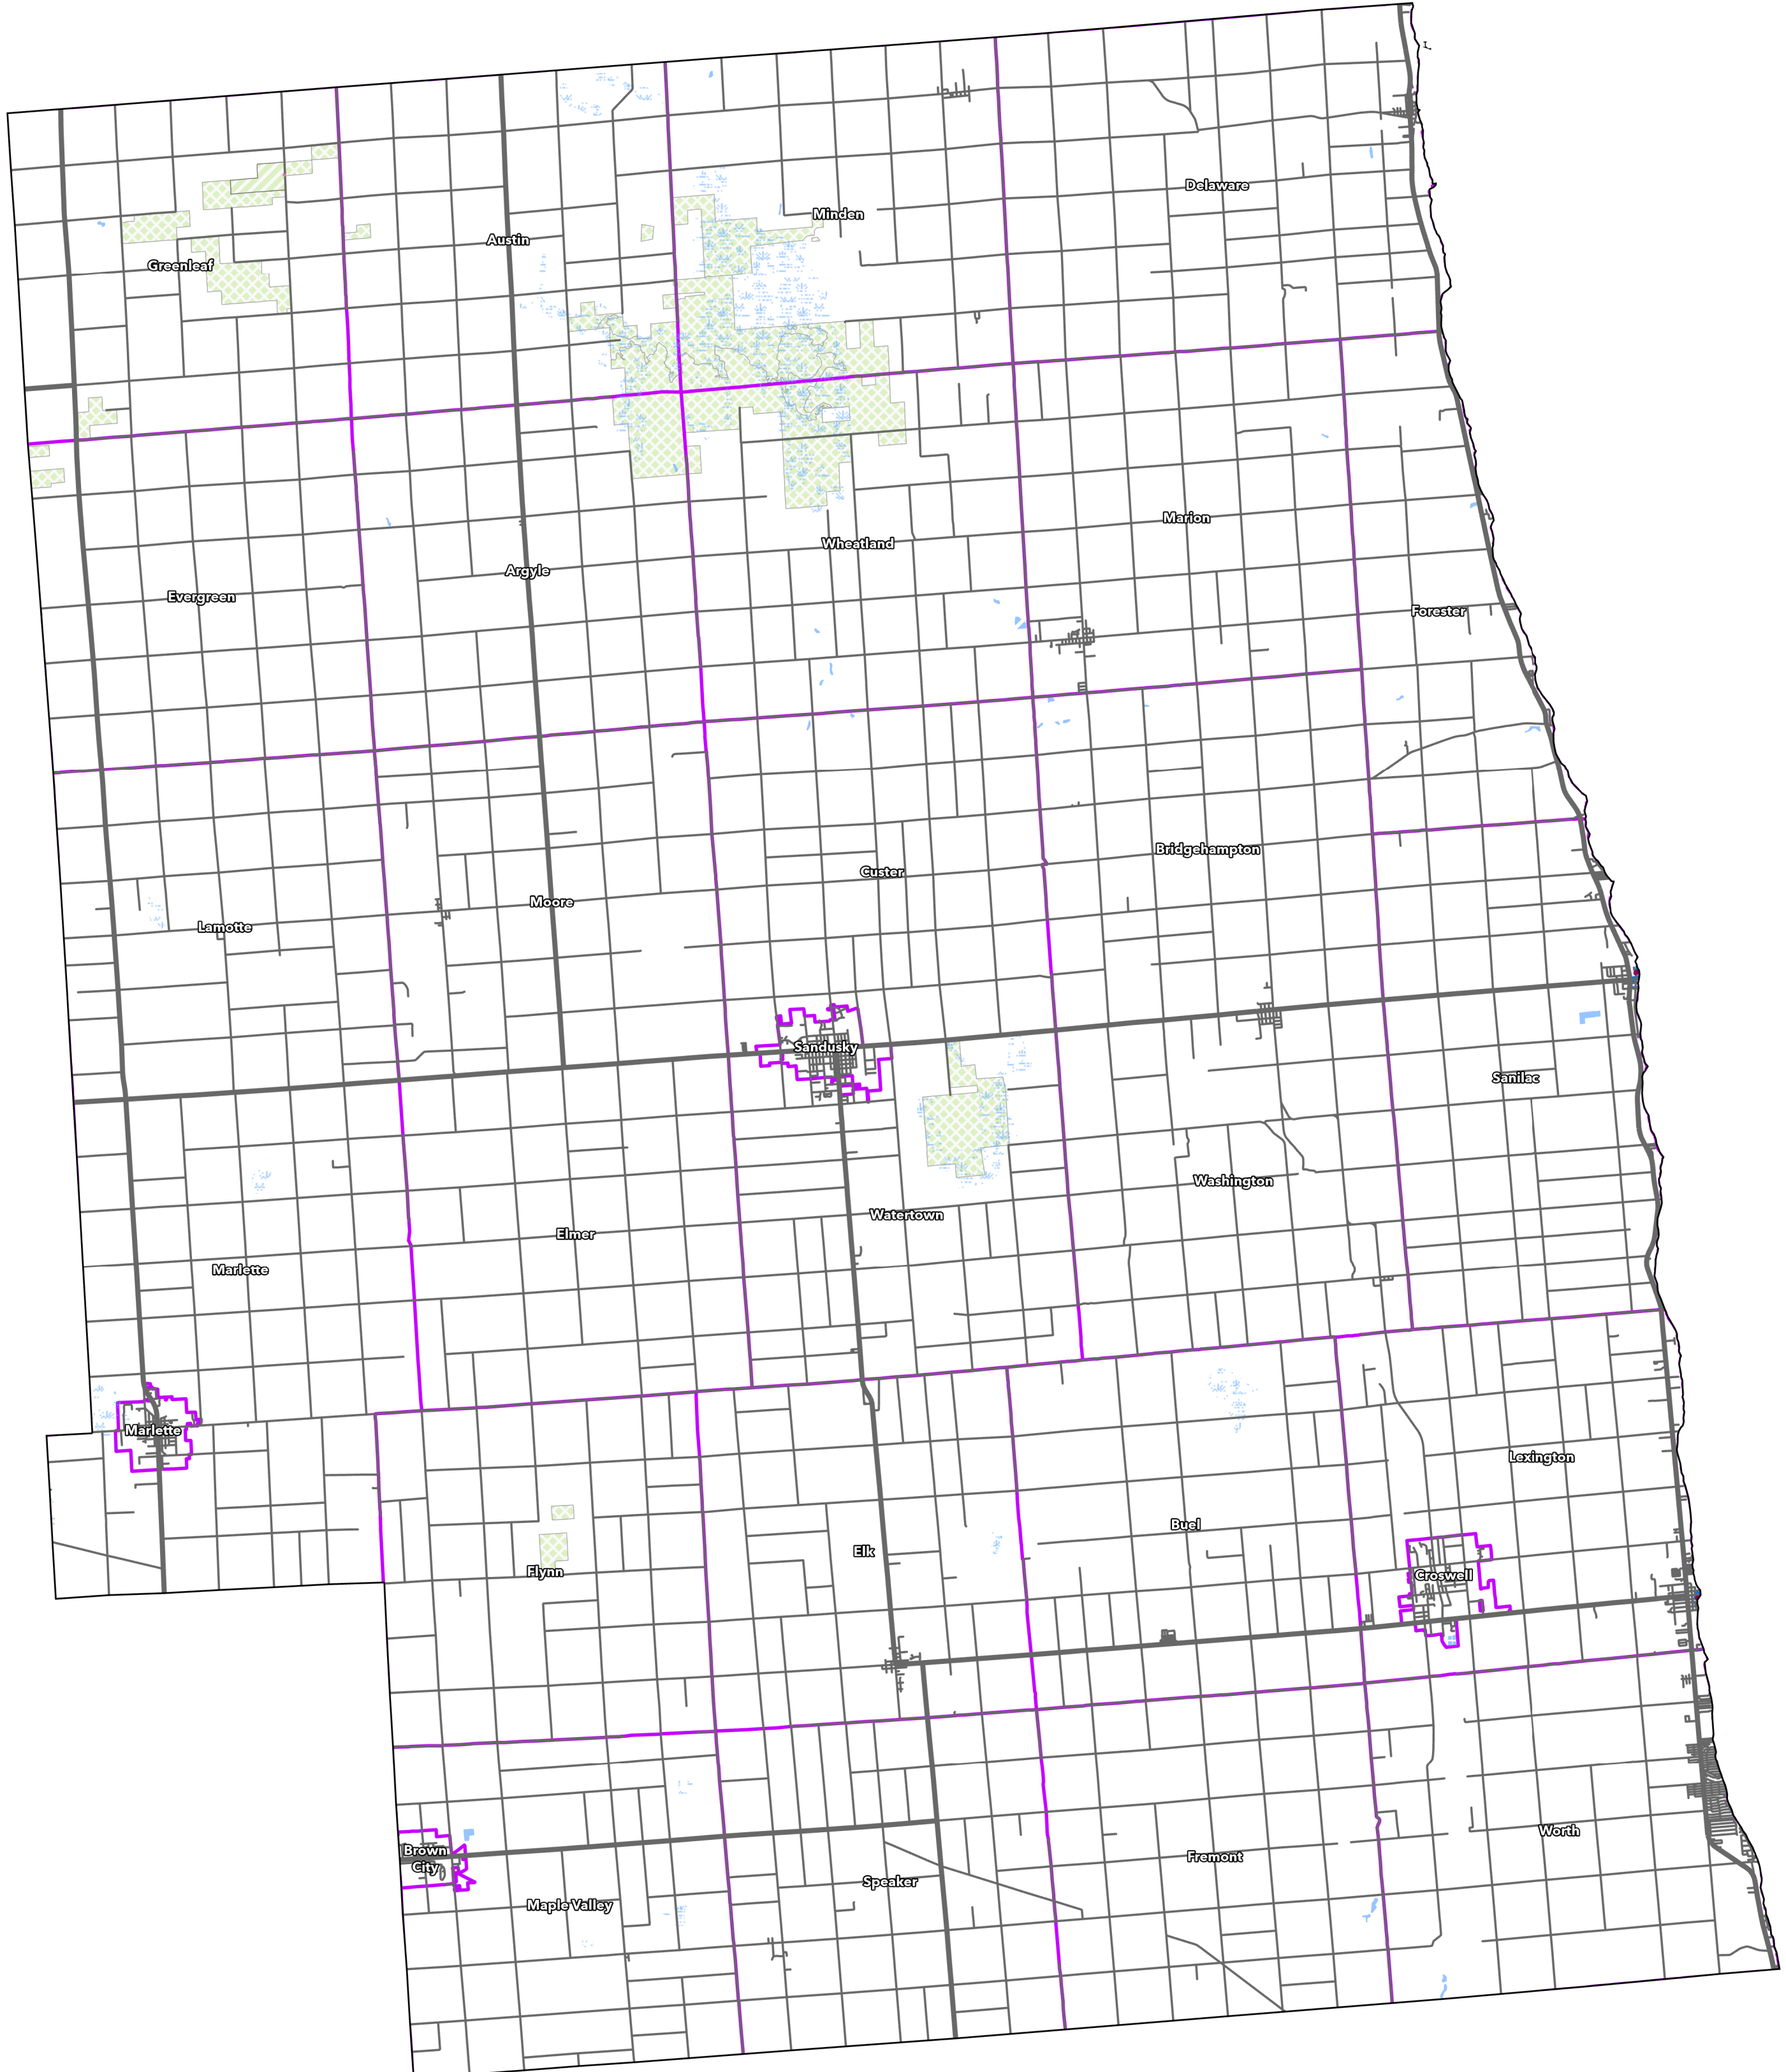 Delaware
Minden
Austin
Greenleaf
Marion
Wheatland
Argyle
Evergreen
Forester
Bridgehampton
Custer
Moore
Lamotte
Sandusky
Sanilac
Washington
Watertown
Elmer
Marlette
Marlette
Lexington
Buel
Elk
Flynn
Croswell
Worth
Brown
City
Fremont
Speaker
Maple Valley